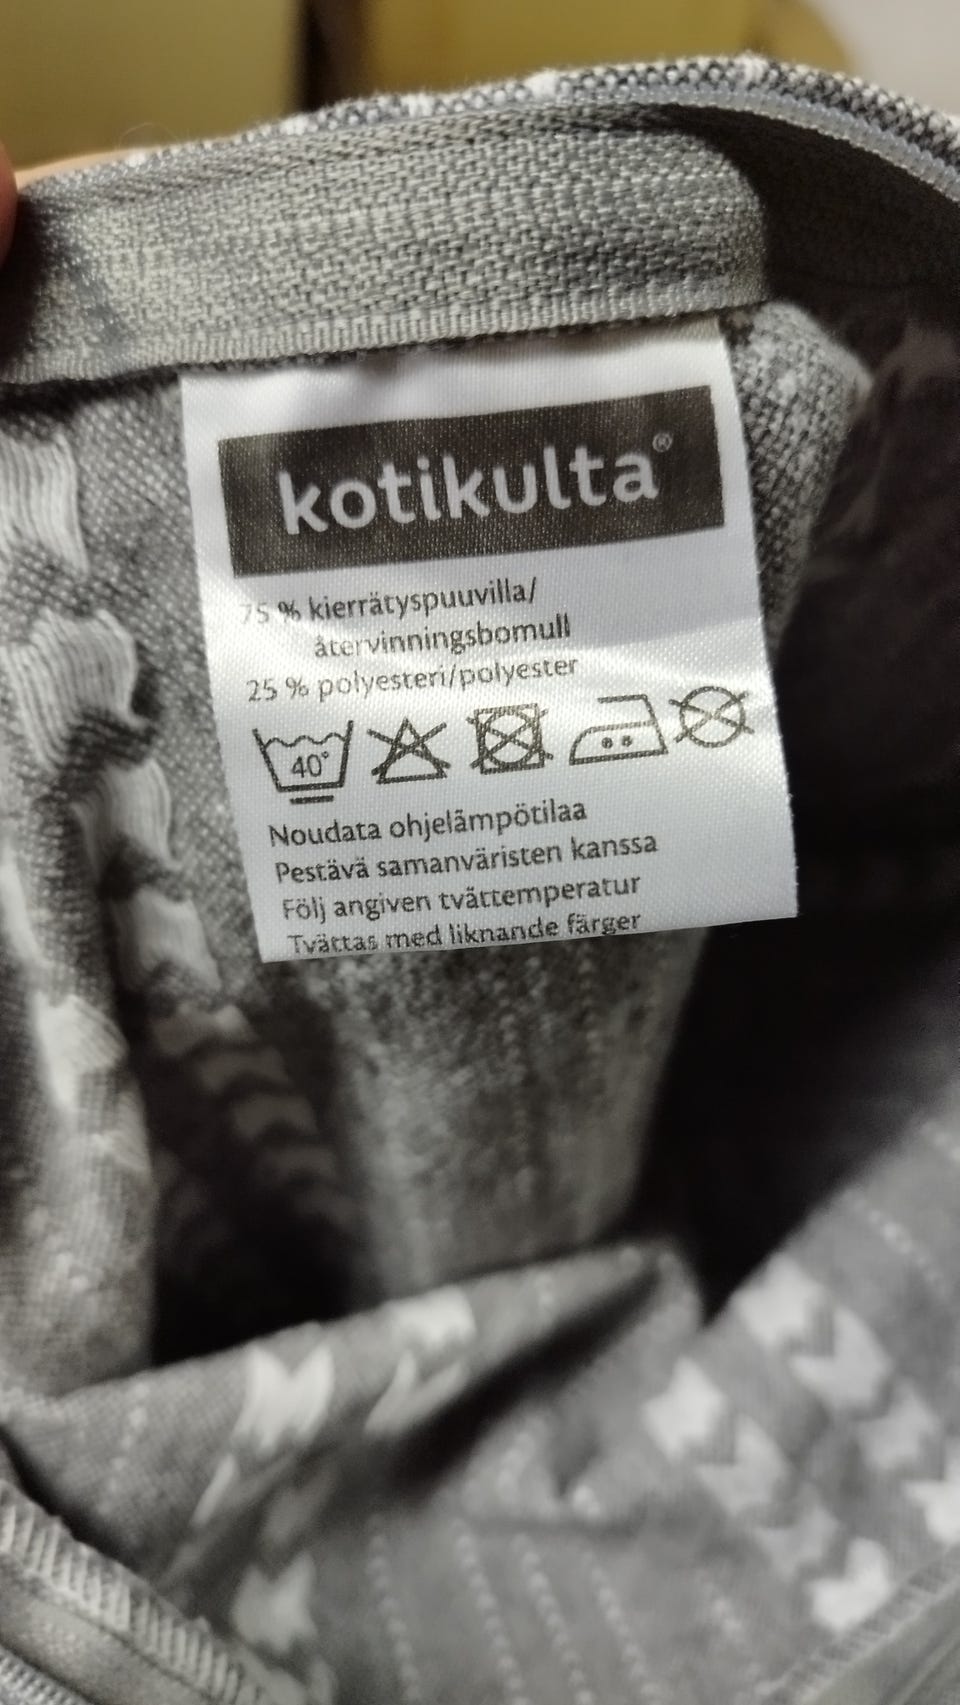 kotikulta®
75 % kierrätyspuuvilla/
återvinningsbomull
25 % polyesteri/polyester
40°
Noudata ohjelämpötilaa
Pestävä samanväristen kanssa
Följ angiven tvättemperatur
Tvättas med liknande färger